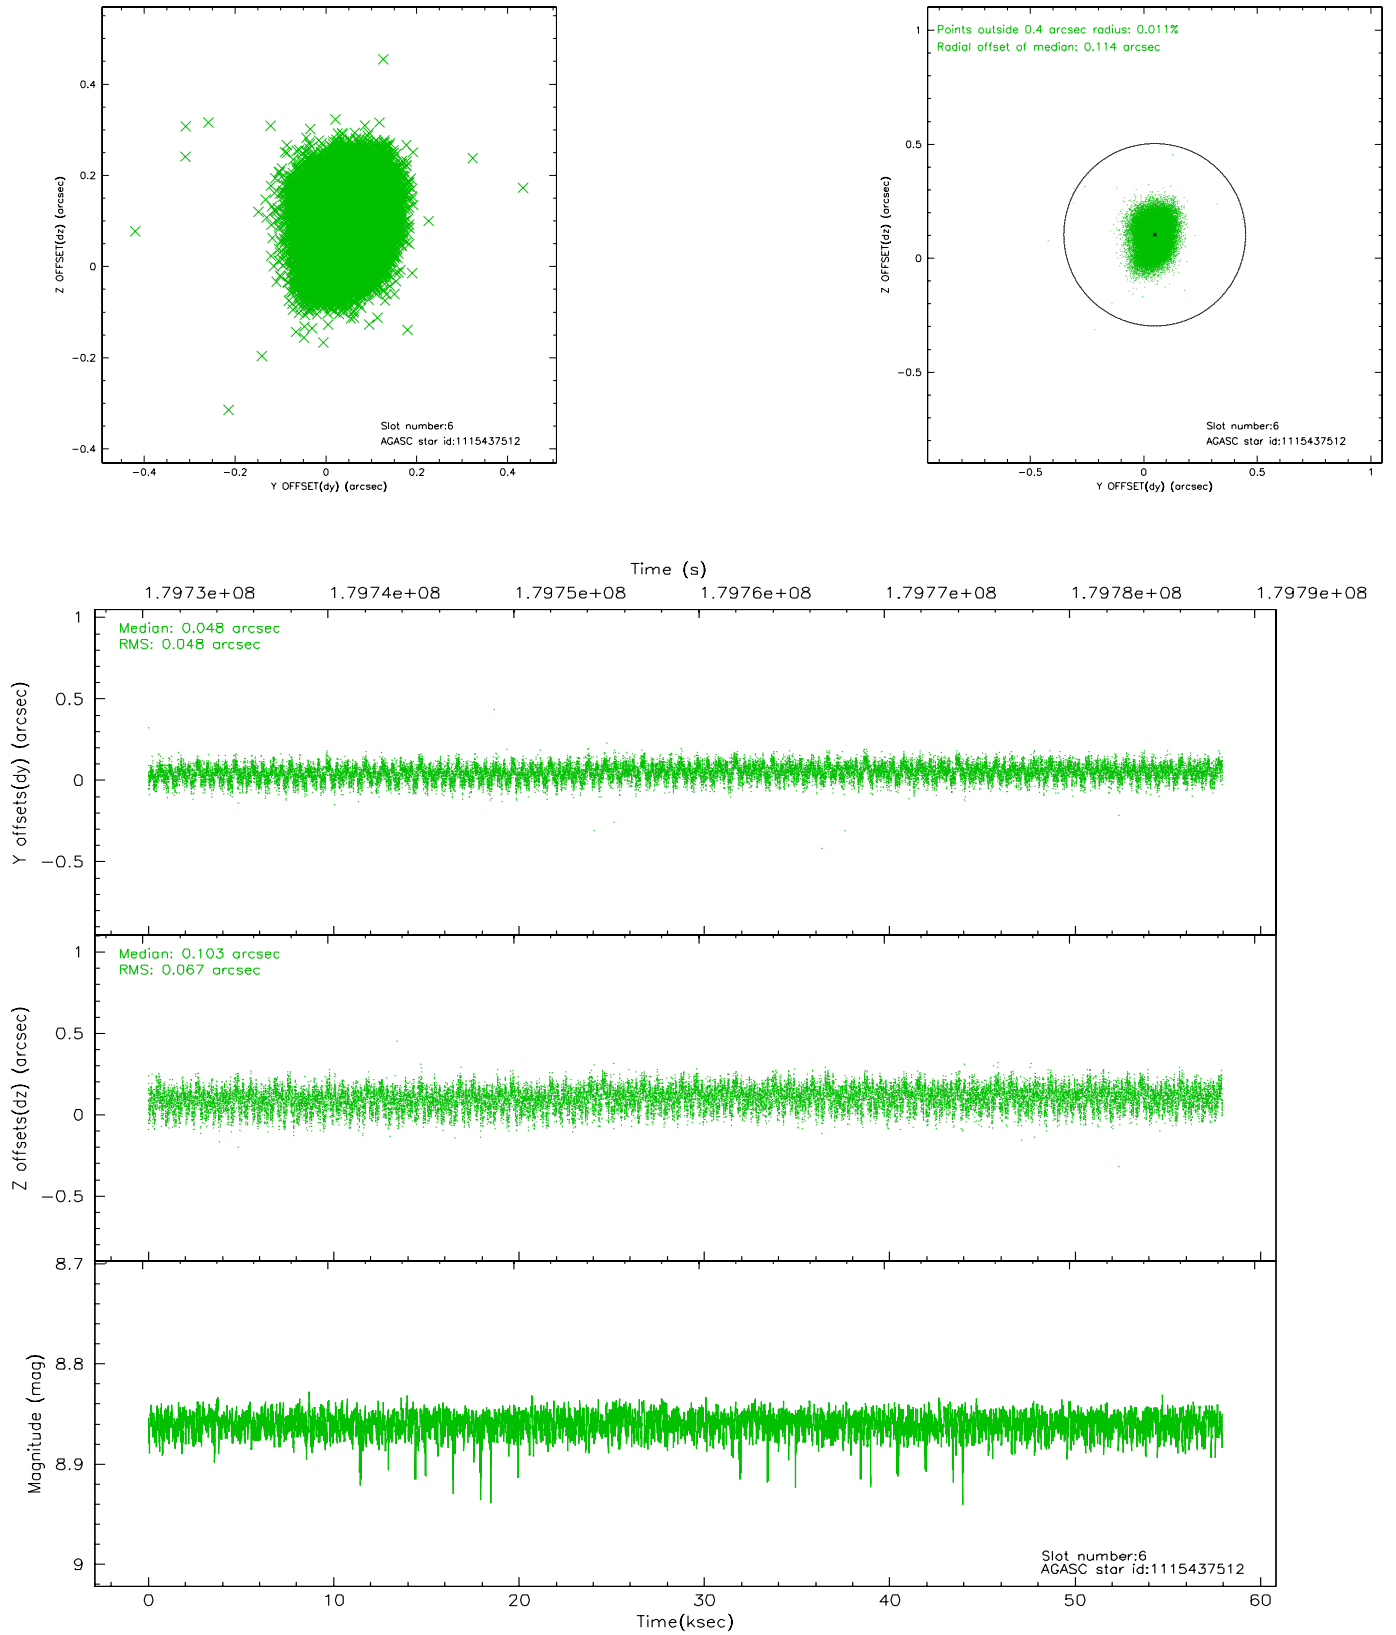 0.4
0.2
0
-0.2
-0.4
Z OFFSET(dz) (arcsec)
-0.4 -0.2 0 0.2 0.4
Y OFFSET(dy) (arcsec)
Slot number:6
AGASC star id:1115437512
Points outside 0.4 arcsec radius: 0.011%
Radial offset of median: 0.114 arcsec
1
0.5
0
-0.5
Z OFFSET(dz) (arcsec)
-0.5 0 0.5 1
Y OFFSET(dy) (arcsec)
Slot number:6
AGASC star id:1115437512
Time (s)
1.7973e+08 1.7974e+08 1.7975e+08 1.7976e+08 1.7977e+08 1.7978e+08 1.7979e+08
Median: 0.048 arcsec
RMS: 0.048 arcsec
1
0.5
0
-0.5
Y offsets(dy) (arcsec)
Median: 0.103 arcsec
RMS: 0.067 arcsec
1
0.5
0
-0.5
Z offsets(dz) (arcsec)
8.7
8.8
8.9
9
Magnitude (mag)
Slot number:6
AGASC star id:1115437512
0 10 20 30 40 50 60
Time(ksec)